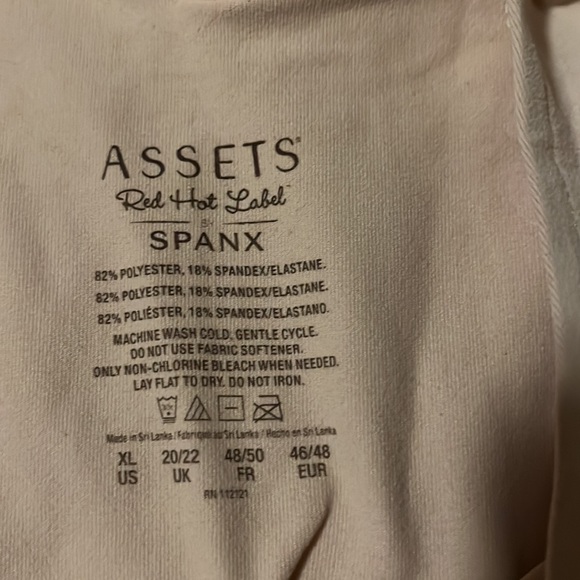 ASSETS®
Red Hot Label™
BY
SPANX
82% POLYESTER, 18% SPANDEX/ELASTANE.
82% POLYESTER, 18% SPANDEX/ELASTANE.
82% POLIÉSTER, 18% SPANDEX/ELASTANO.
MACHINE WASH COLD, GENTLE CYCLE.
DO NOT USE FABRIC SOFTENER.
ONLY NON-CHLORINE BLEACH WHEN NEEDED.
LAY FLAT TO DRY. DO NOT IRON.
Made in Sri Lanka / Fabriqué au Sri Lanka / Hecho en Sri Lanka
XL 20/22 48/50 46/48
US UK FR EUR
RN 112121